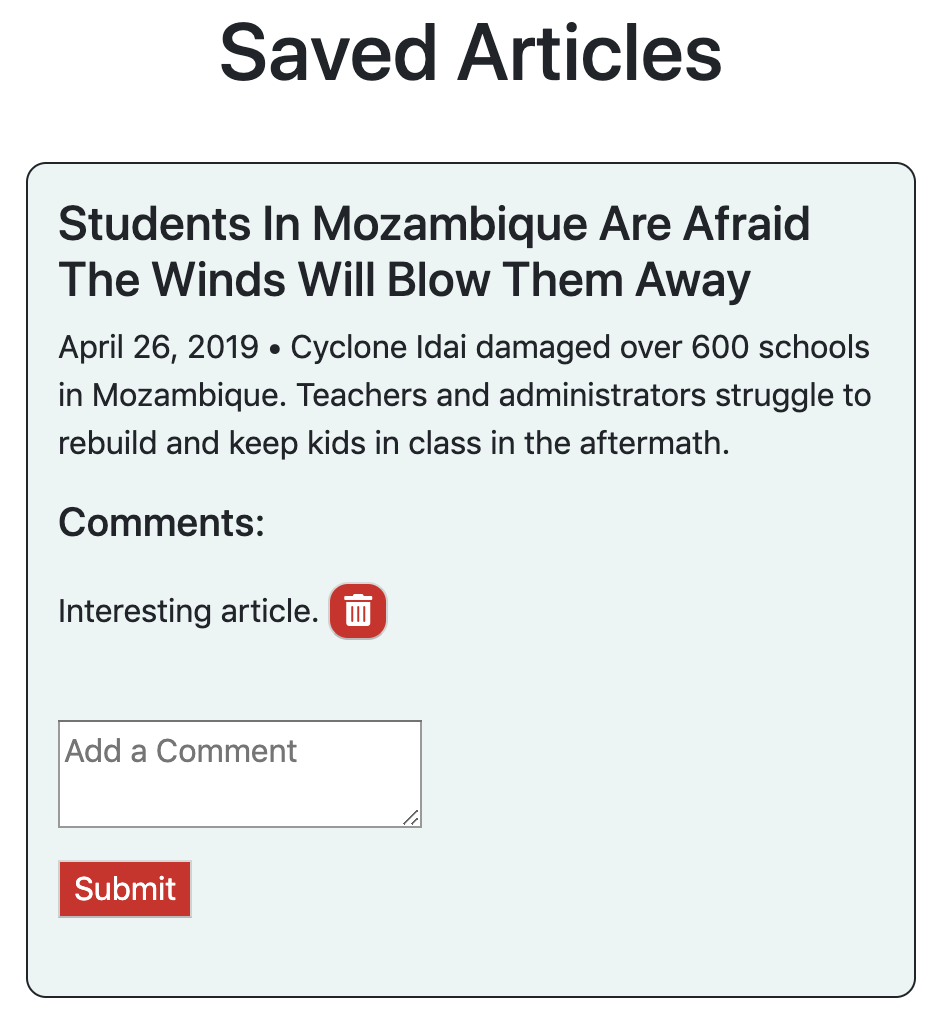 Saved Articles
Students In Mozambique Are Afraid
The Winds Will Blow Them Away
April 26, 2019 • Cyclone Idai damaged over 600 schools
in Mozambique. Teachers and administrators struggle to
rebuild and keep kids in class in the aftermath.
Comments:
Interesting article.
Add a Comment
Submit